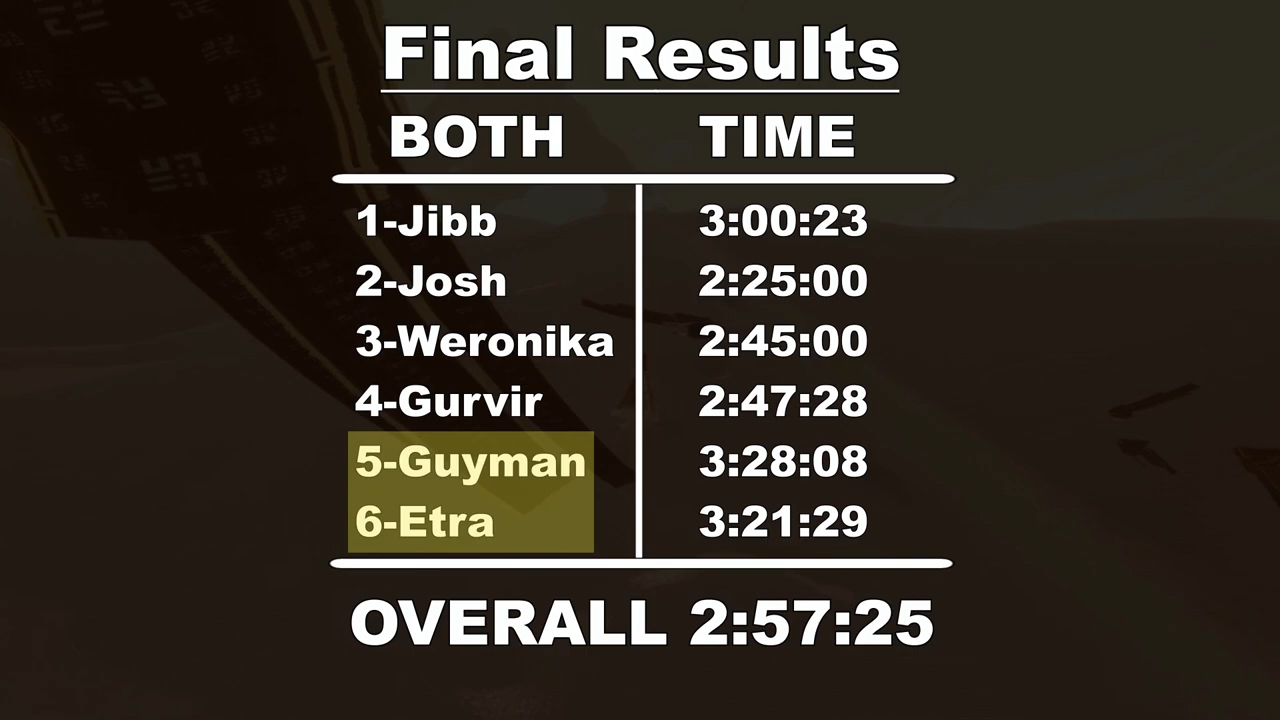 Final Results
BOTH TIME
1-Jibb 3:00:23
2-Josh 2:25:00
3-Weronika 2:45:00
4-Gurvir 2:47:28
5-Guyman 3:28:08
6-Etra 3:21:29
OVERALL 2:57:25